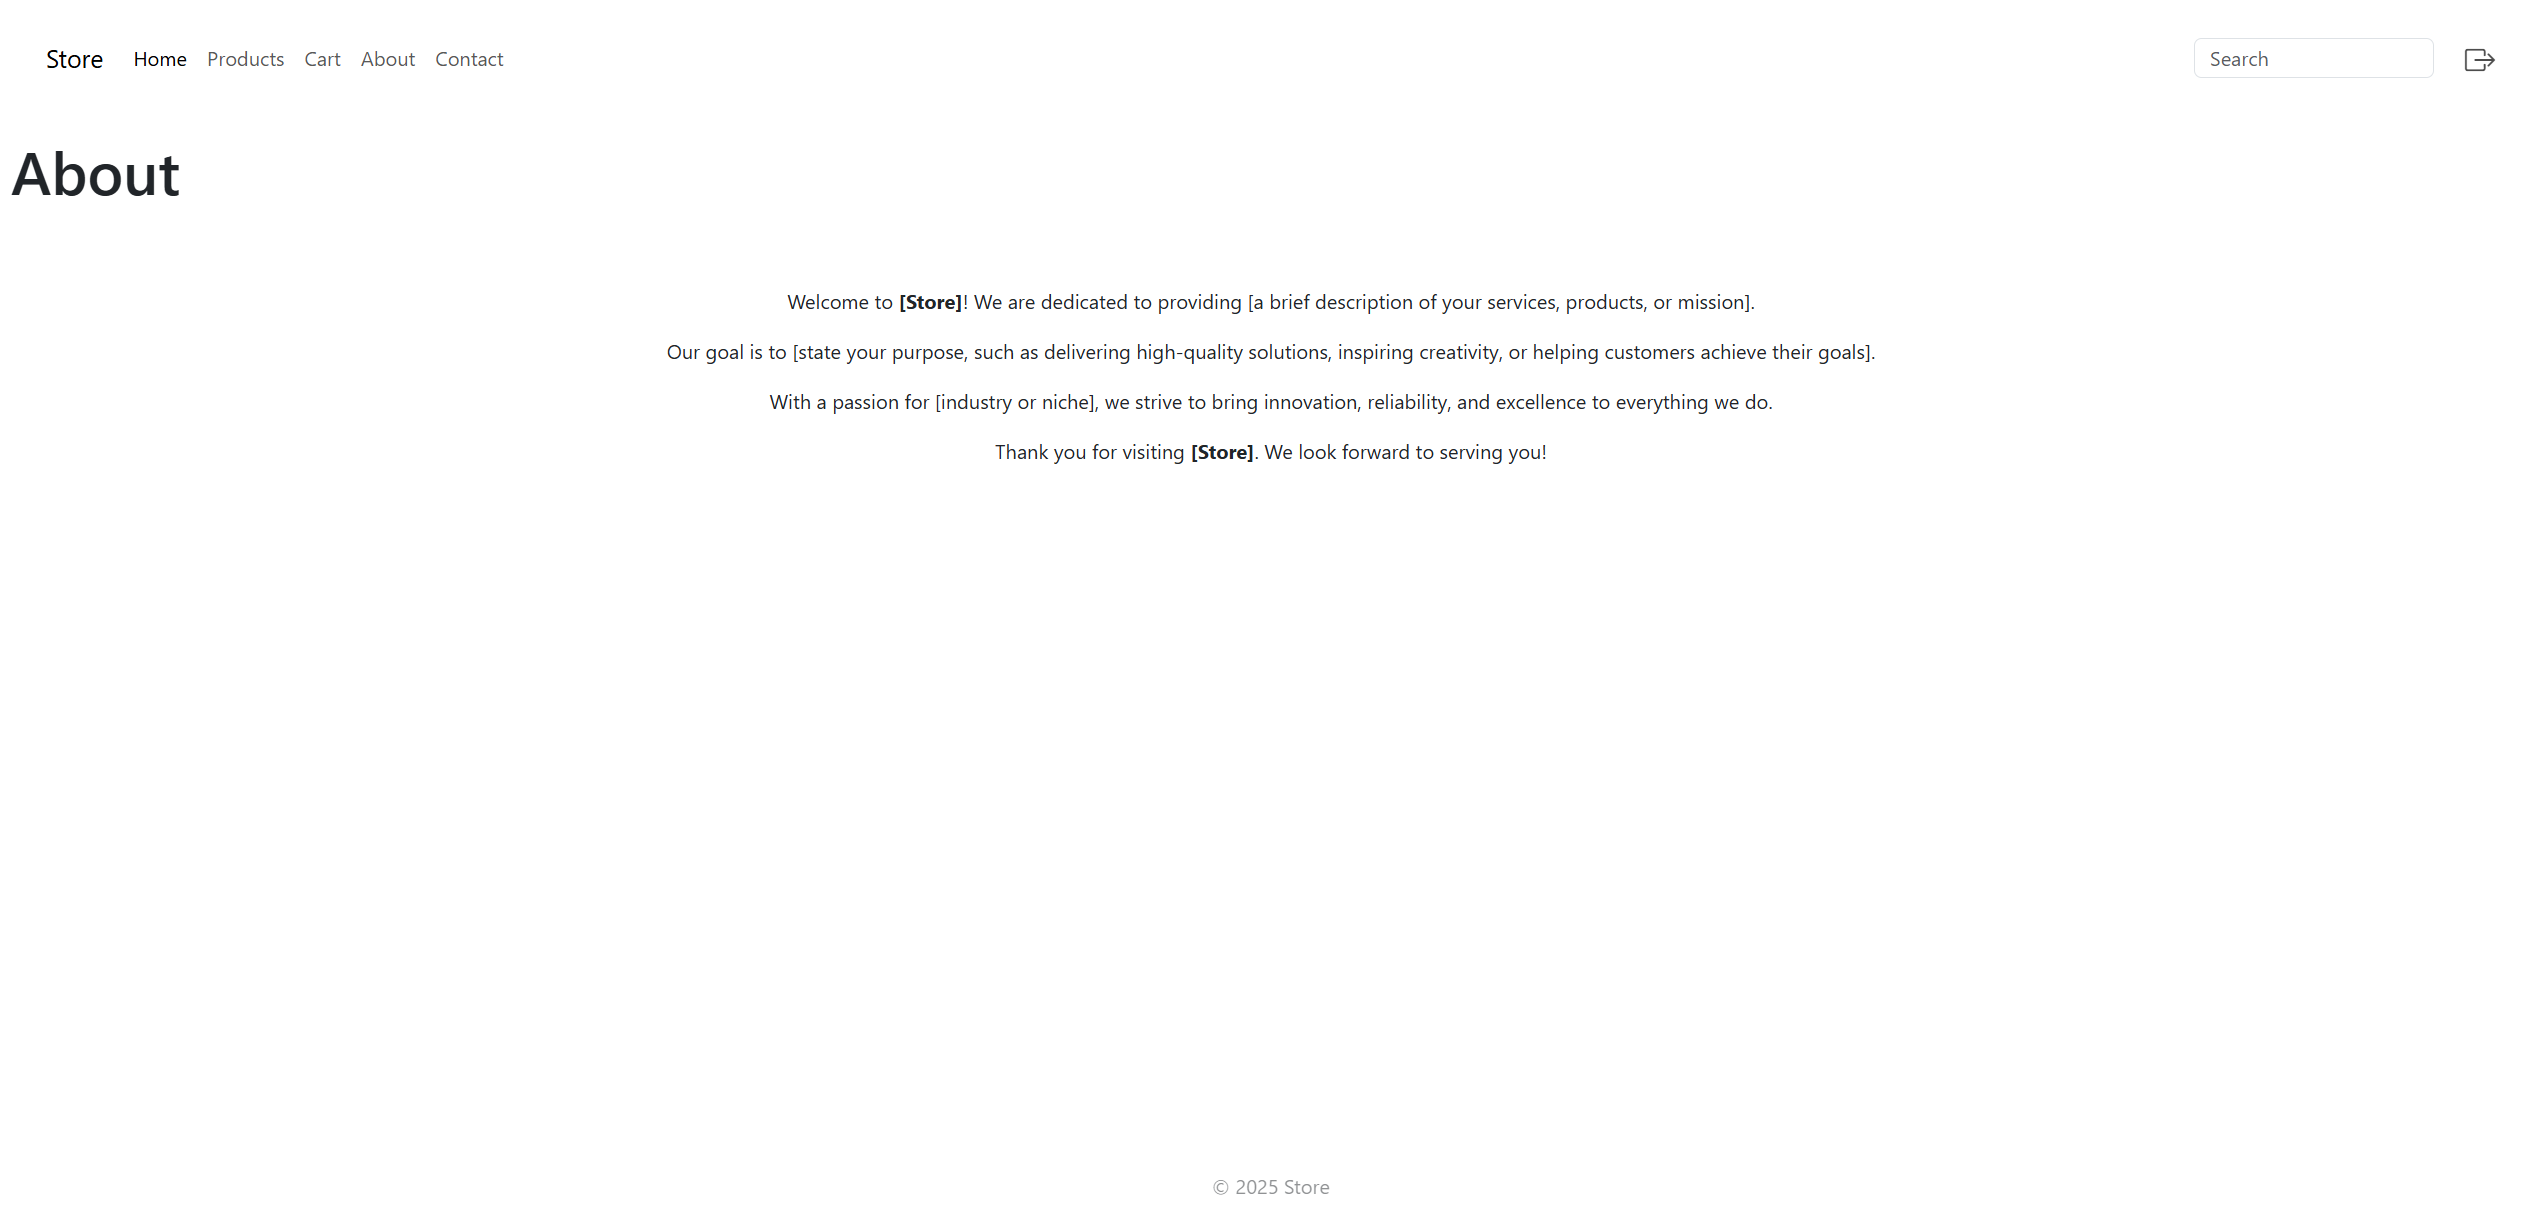 Store Home Products Cart About Contact Search
About
Welcome to [Store]! We are dedicated to providing [a brief description of your services, products, or mission].
Our goal is to [state your purpose, such as delivering high-quality solutions, inspiring creativity, or helping customers achieve their goals].
With a passion for [industry or niche], we strive to bring innovation, reliability, and excellence to everything we do.
Thank you for visiting [Store]. We look forward to serving you!
© 2025 Store